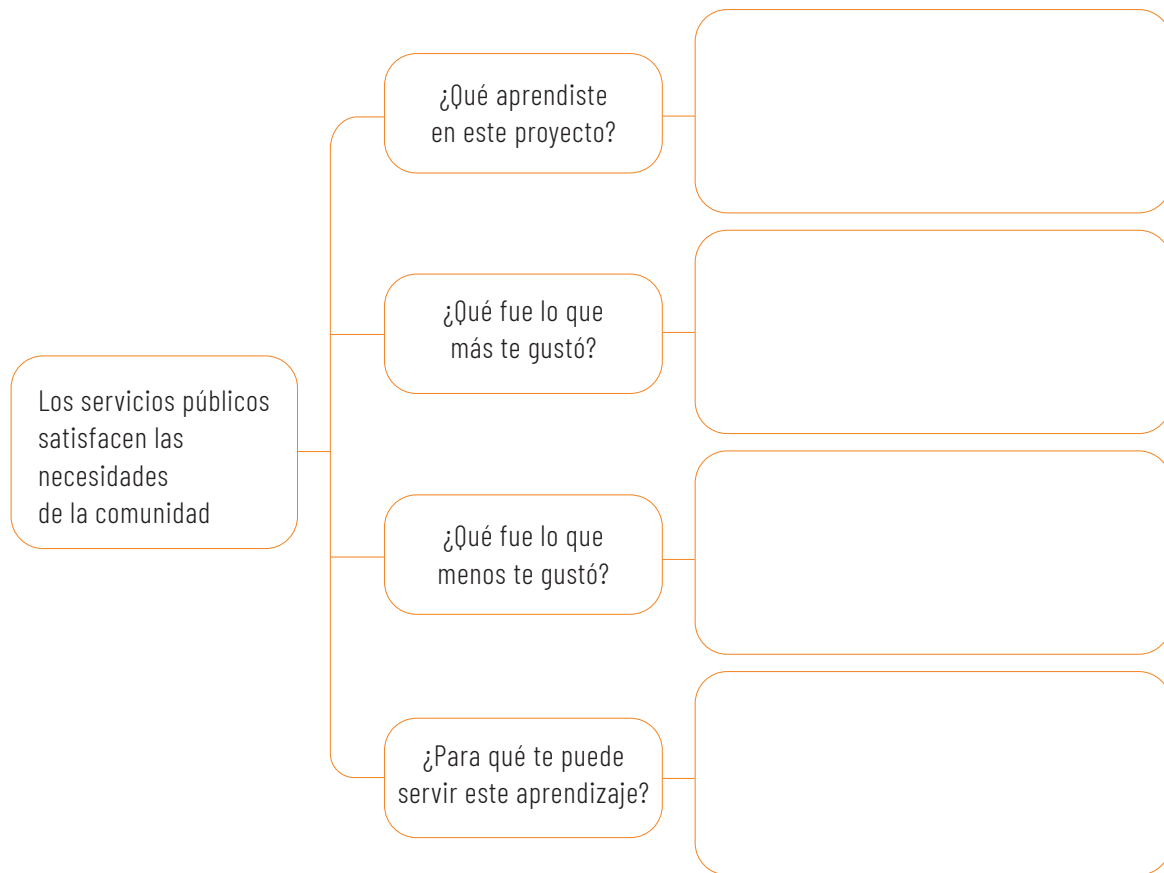 Los servicios públicos
satisfacen las
necesidades
de la comunidad
¿Qué aprendiste
en este proyecto?
¿Qué fue lo que
más te gustó?
¿Qué fue lo que
menos te gustó?
¿Para qué te puede
servir este aprendizaje?